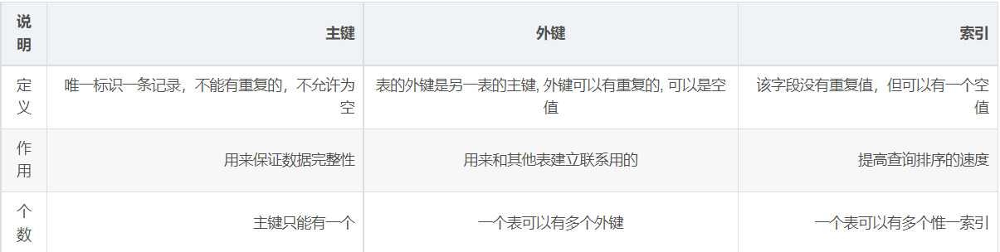 说明 主键 外键 索引
定义 唯一标识一条记录，不能有重复的，不允许为空 表的外键是另一表的主键, 外键可以有重复的, 可以是空值 该字段没有重复值，但可以有一个空值
作用 用来保证数据完整性 用来和其他表建立联系用的 提高查询排序的速度
个数 主键只能有一个 一个表可以有多个外键 一个表可以有多个惟一索引